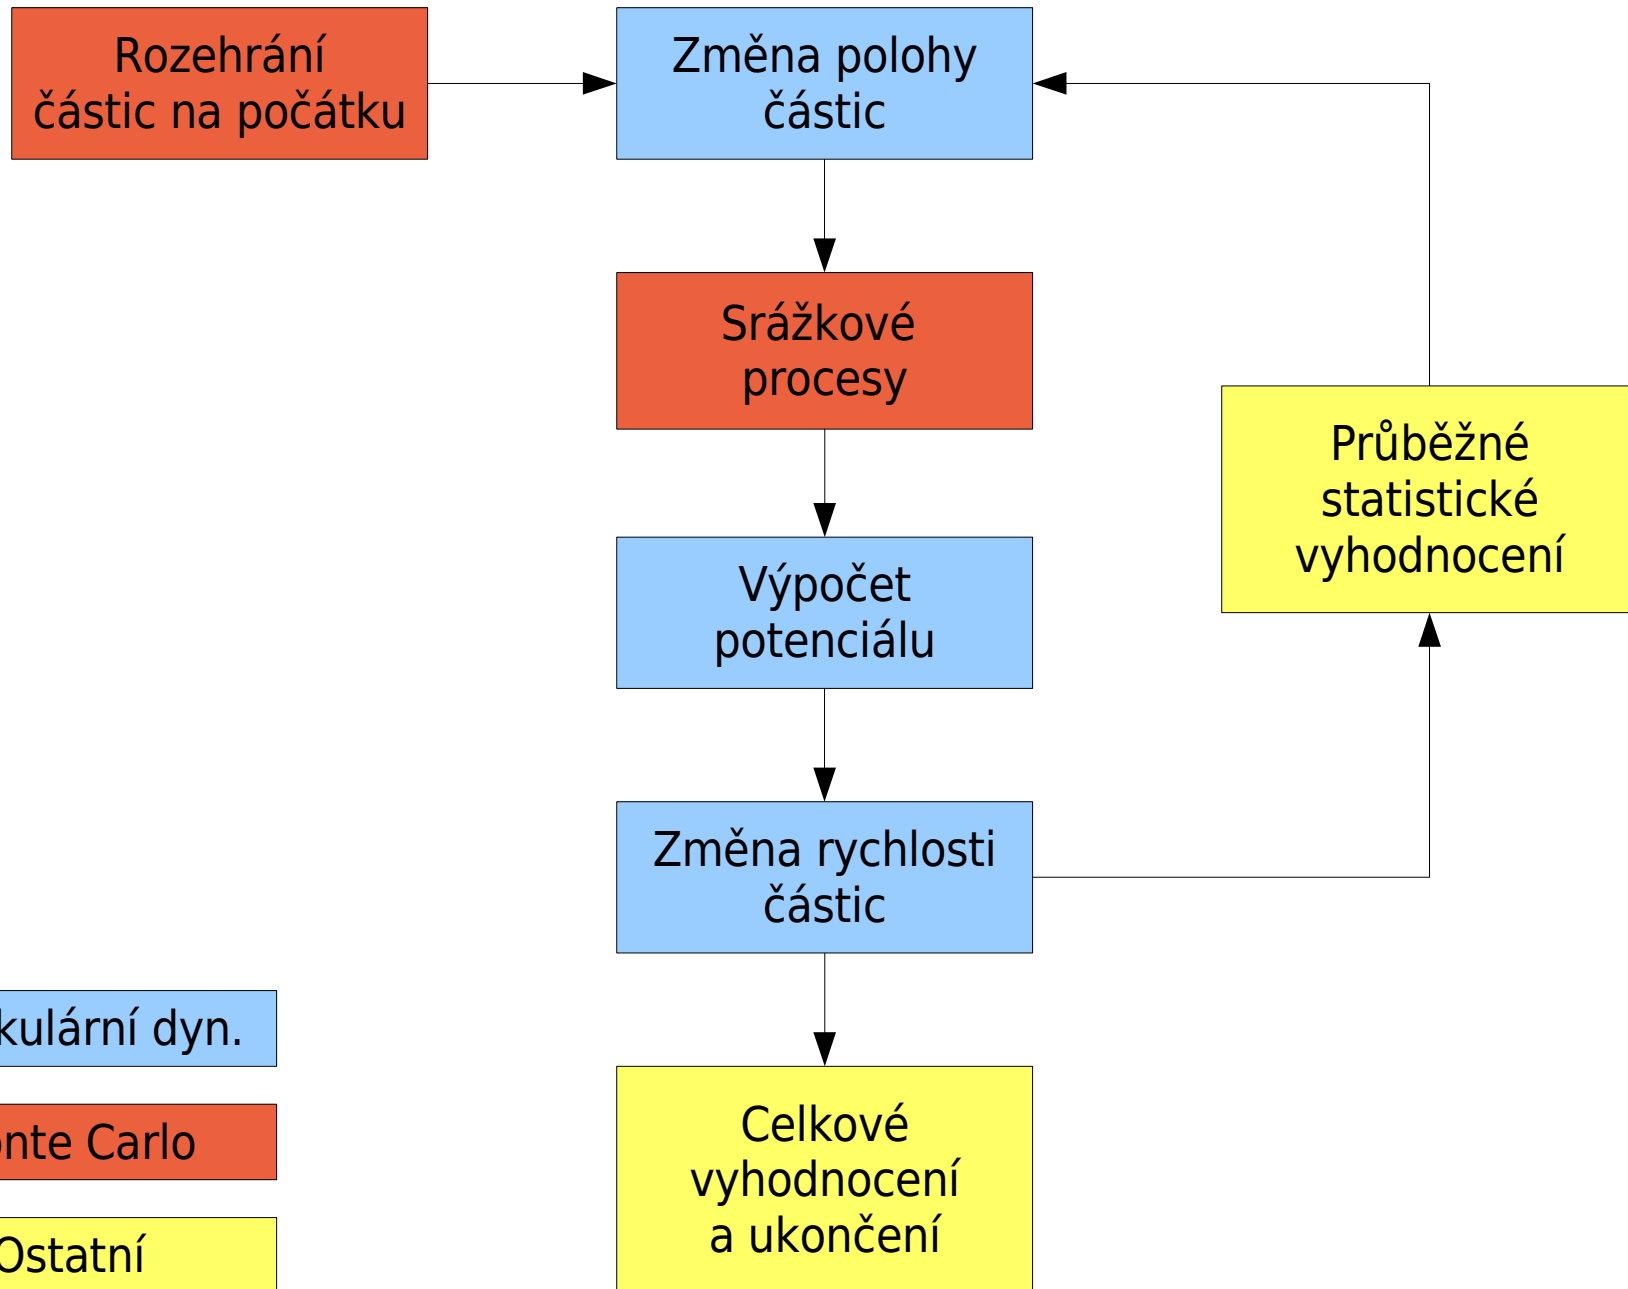 Rozehrání
částic na počátku
Změna polohy
částic
Srážkové
procesy
Průběžné
statistické
vyhodnocení
Výpočet
potenciálu
Změna rychlosti
částic
kulární dyn.
nte Carlo
Ostatní
Celkové
vyhodnocení
a ukončení